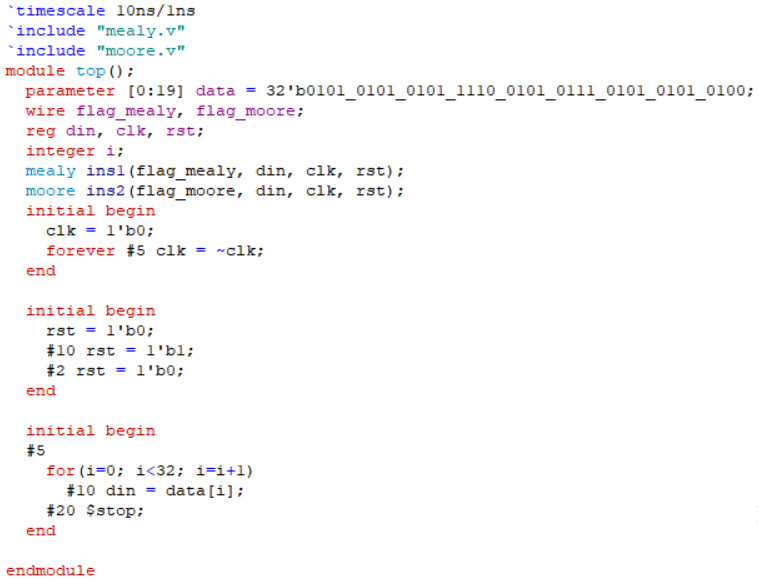 `timescale 10ns/1ns
`include "mealy.v"
`include "moore.v"
module top();
parameter [0:19] data = 32'b0101_0101_0101_1110_0101_0111_0101_0101_0100;
wire flag_mealy, flag_moore;
reg din, clk, rst;
integer i;
mealy ins1(flag_mealy, din, clk, rst);
moore ins2(flag_moore, din, clk, rst);
initial begin
clk = 1'b0;
forever #5 clk = ~clk;
end
initial begin
rst = 1'b0;
#10 rst = 1'b1;
#2 rst = 1'b0;
end
initial begin
#5
for(i=0; i<32; i=i+1)
#10 din = data[i];
#20 $stop;
end
endmodule